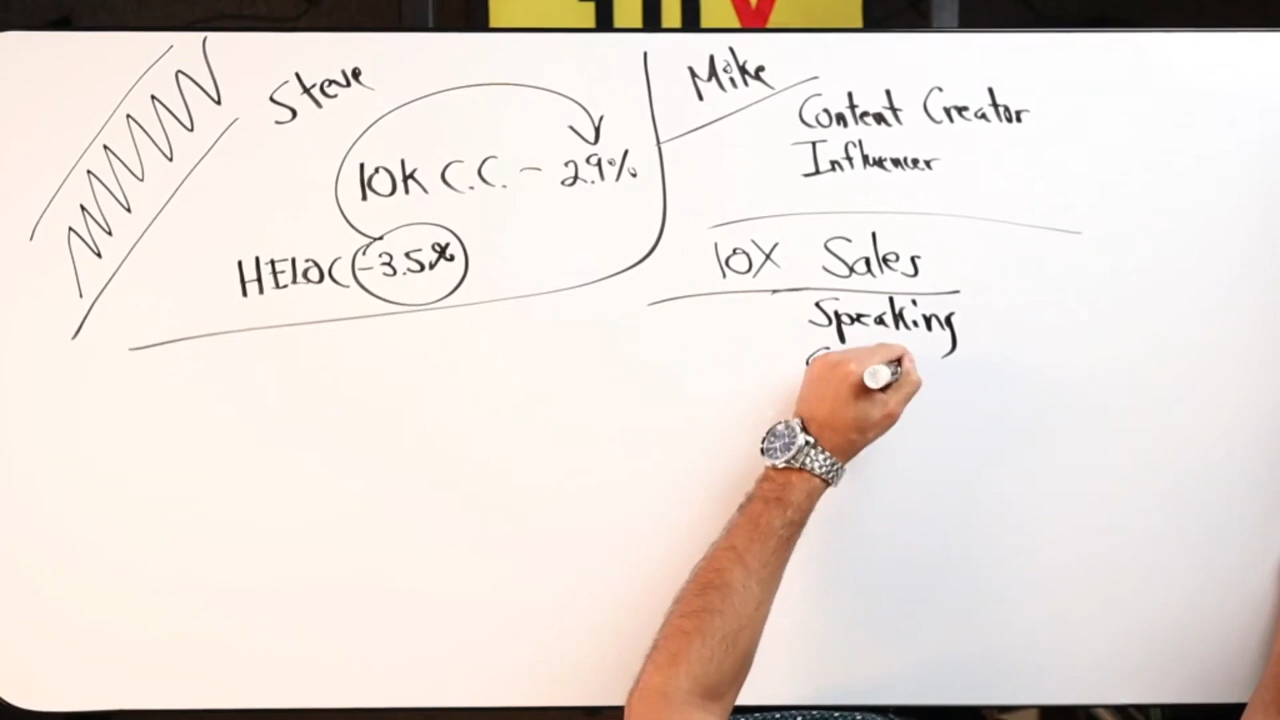 Steve
10K C.C. - 2.9%
HELOC -3.5%
Mike
Content Creator
Influencer
10X Sales
Speaking